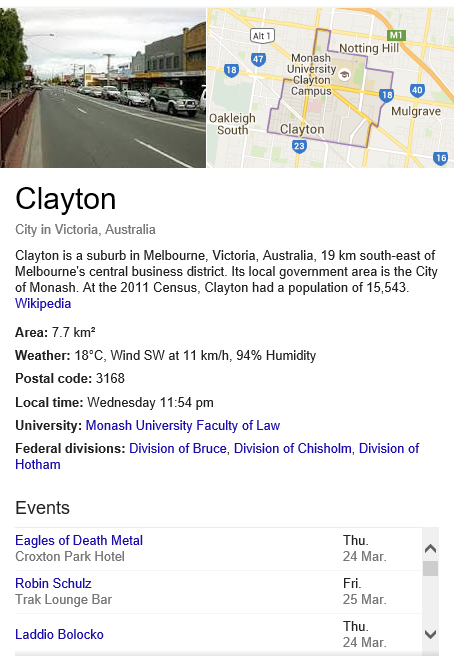 Alt 1
M1
Notting Hill
47
Monash
University
Clayton
Campus
18
40
18
Mulgrave
Oakleigh
South
Clayton
23
16
Clayton
City in Victoria, Australia
Clayton is a suburb in Melbourne, Victoria, Australia, 19 km south-east of
Melbourne's central business district. Its local government area is the City
of Monash. At the 2011 Census, Clayton had a population of 15,543.
Wikipedia
Area: 7.7 km²
Weather: 18°C, Wind SW at 11 km/h, 94% Humidity
Postal code: 3168
Local time: Wednesday 11:54 pm
University: Monash University Faculty of Law
Federal divisions: Division of Bruce, Division of Chisholm, Division of
Hotham
Events
Eagles of Death Metal Thu.
Croxton Park Hotel 24 Mar.
Robin Schulz Fri.
Trak Lounge Bar 25 Mar.
Laddio Bolocko Thu.
24 Mar.